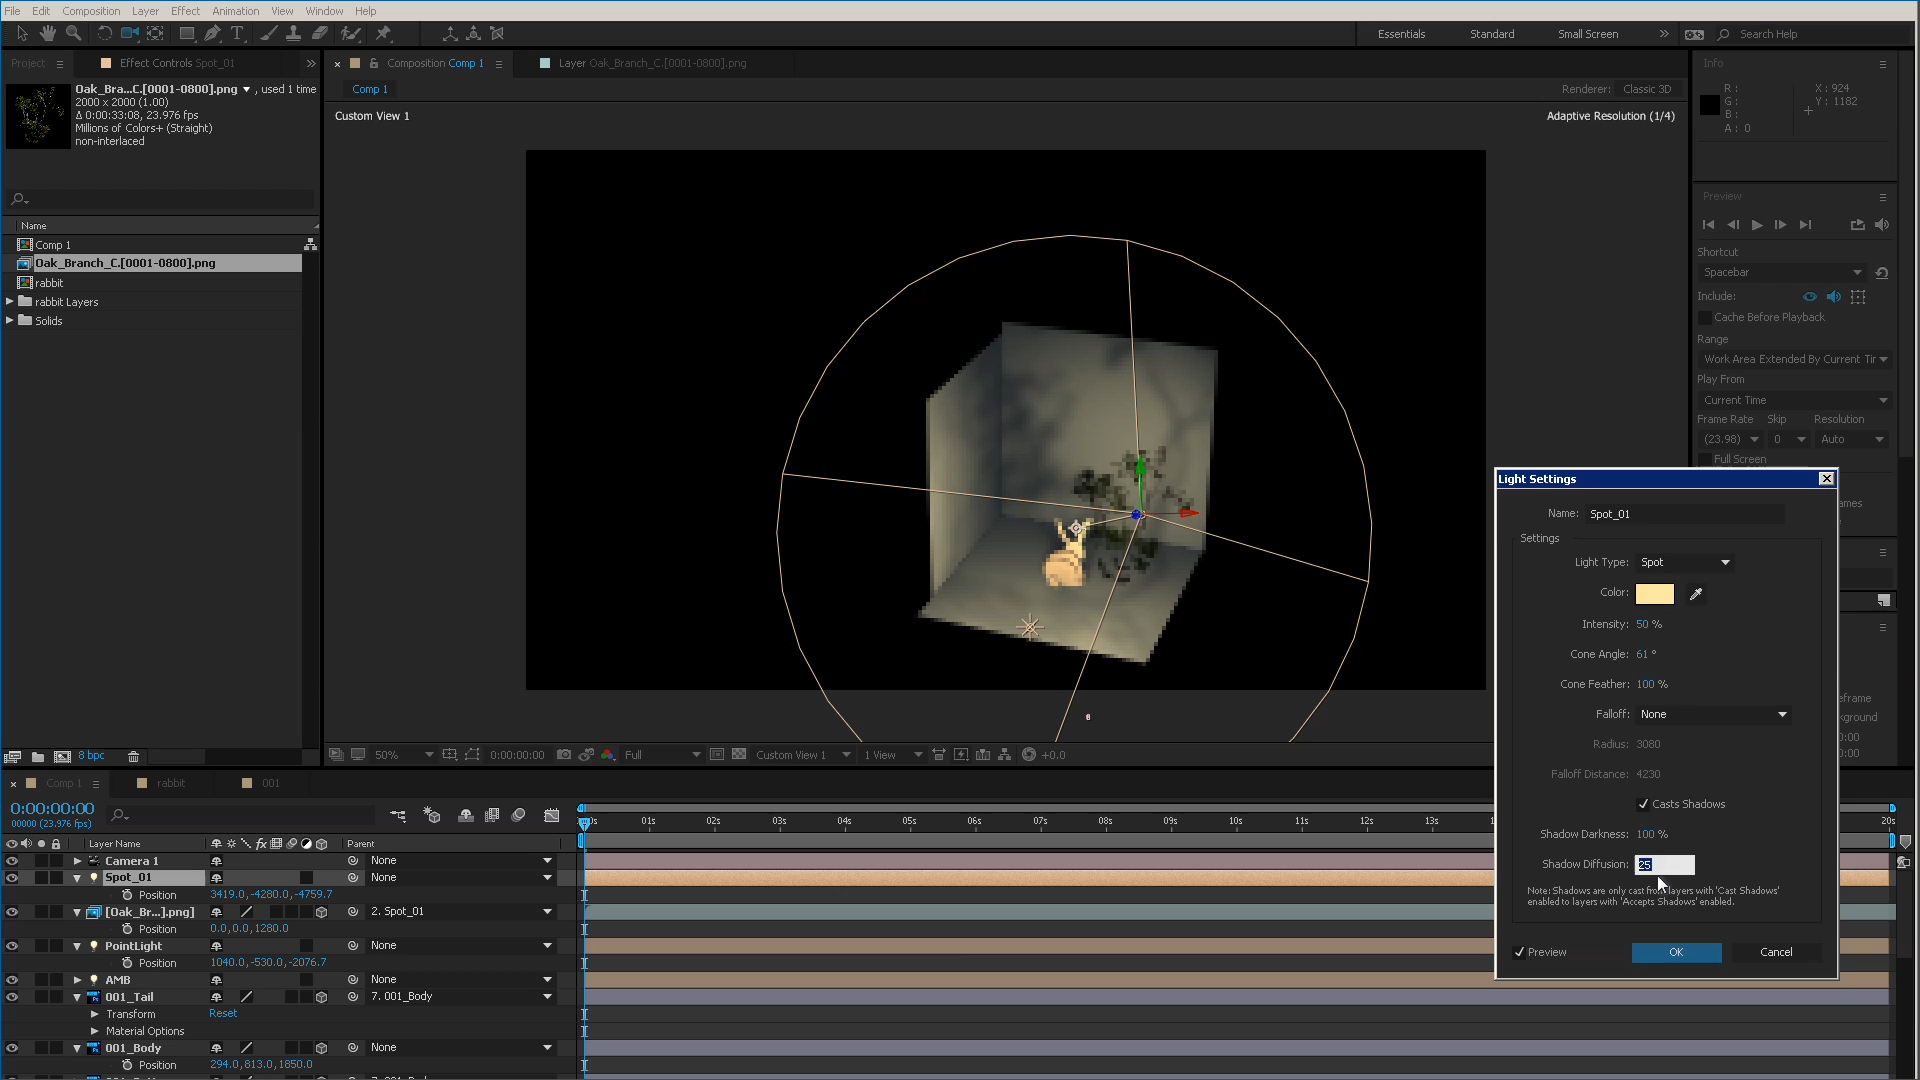 File Edit Composition Layer Effect Animation View Window Help
Essentials Standard Small Screen » Search Help
Project Effect Controls Spot_01 »
Composition Comp 1 Layer Oak_Branch_C.[0001-0800].png
Info
Oak_Bra...C.[0001-0800].png ▼ , used 1 time
2000 x 2000 (1.00)
Δ 0:00:33:08, 23.976 fps
Millions of Colors+ (Straight)
non-interlaced
Comp 1
Renderer: Classic 3D
Custom View 1
Adaptive Resolution (1/4)
R :
G :
B :
A : 0
X : 924
Y : 1182
Name
Comp 1
Oak_Branch_C.[0001-0800].png
rabbit
rabbit Layers
Solids
8 bpc
Preview
Shortcut
Spacebar
Include:
Cache Before Playback
Range
Work Area Extended By Current Tir
Play From
Current Time
Frame Rate Skip Resolution
(23.98) 0 Auto
Full Screen
Light Settings
Name: Spot_01
Settings
Light Type: Spot
Color:
Intensity: 50 %
Cone Angle: 61 °
Cone Feather: 100 %
Falloff: None
Radius: 3080
Falloff Distance: 4230
Casts Shadows
Shadow Darkness: 100 %
Shadow Diffusion: 25
Note: Shadows are only cast from layers with 'Cast Shadows'
enabled to layers with 'Accepts Shadows' enabled.
Preview OK Cancel
ames
eframe
kground
0:00
0:00
50% 0:00:00:00 Full Custom View 1 1 View +0.0
Comp 1 rabbit 001
0:00:00:00
00000 (23.976 fps)
01s 02s 03s 04s 05s 06s 07s 08s 09s 10s 11s 12s 13s 20s
Layer Name Parent
Camera 1 None
Spot_01 None
Position 3419.0,-4280.0,-4759.7
[Oak_Br...].png] 2. Spot_01
Position 0.0,0.0,1280.0
PointLight None
Position 1040.0,-530.0,-2076.7
AMB None
001_Tail 7. 001_Body
Transform Reset
Material Options
001_Body None
Position 294.0,813.0,1850.0